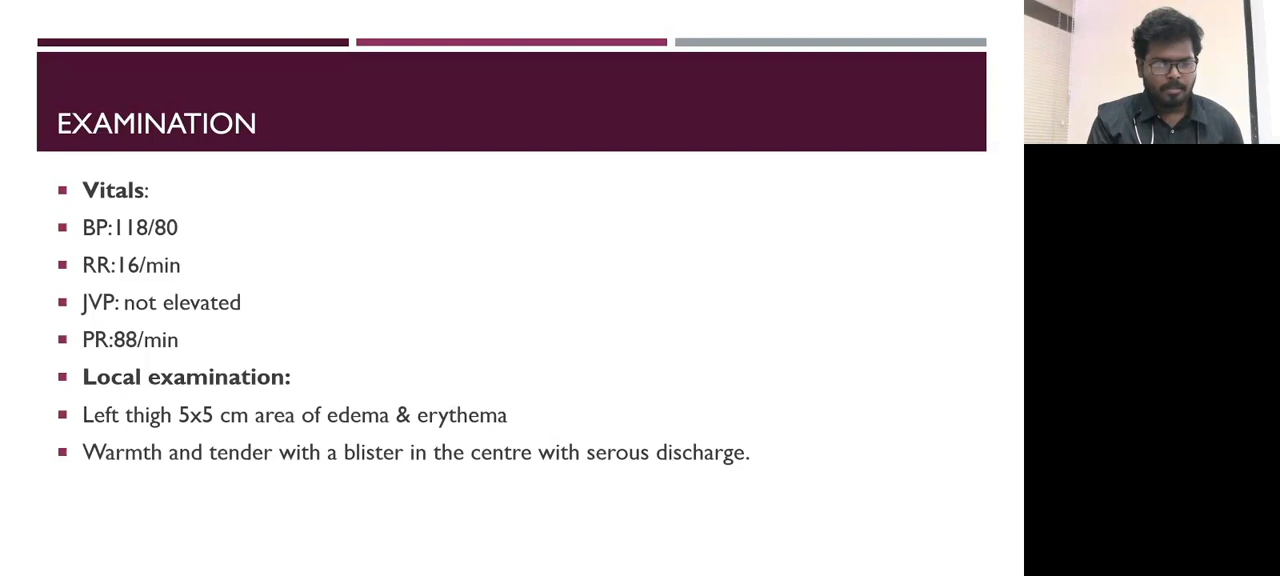 EXAMINATION
Vitals:
BP:118/80
RR:16/min
JVP: not elevated
PR:88/min
Local examination:
Left thigh 5x5 cm area of edema & erythema
Warmth and tender with a blister in the centre with serous discharge.